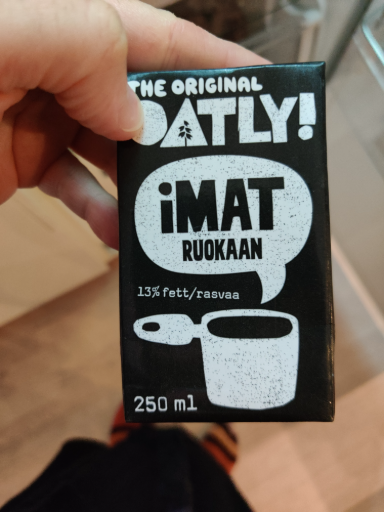 THE ORIGINAL
OATLY!
iMAT
RUOKAAN
13% fett/rasvaa
250 ml